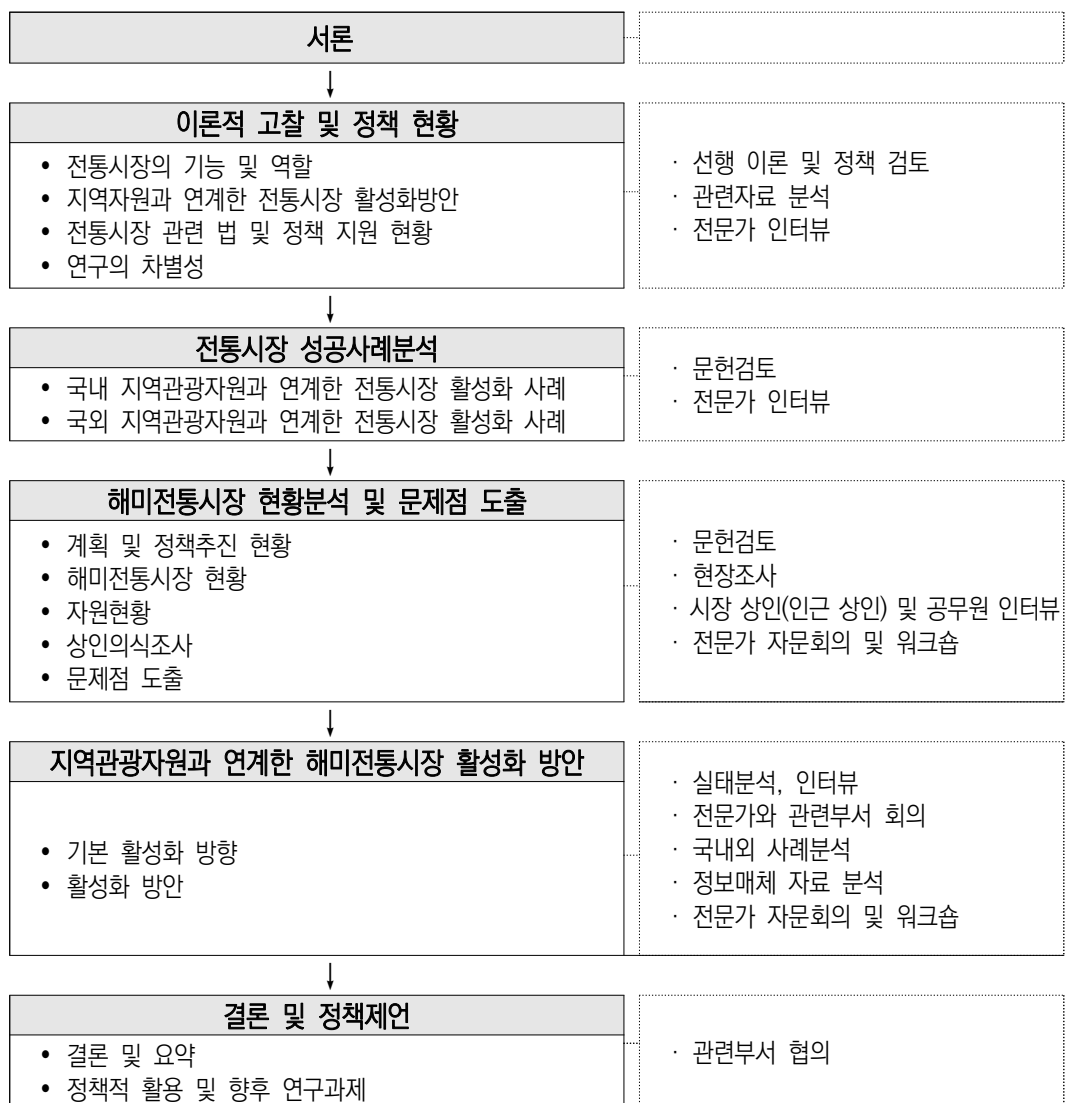 서론
이론적 고찰 및 정책 현황
• 전통시장의 기능 및 역할
• 지역자원과 연계한 전통시장 활성화방안
• 전통시장 관련 법 및 정책 지원 현황
• 연구의 차별성
· 선행 이론 및 정책 검토
· 관련자료 분석
· 전문가 인터뷰
전통시장 성공사례분석
• 국내 지역관광자원과 연계한 전통시장 활성화 사례
• 국외 지역관광자원과 연계한 전통시장 활성화 사례
· 문헌검토
· 전문가 인터뷰
해미전통시장 현황분석 및 문제점 도출
• 계획 및 정책추진 현황
• 해미전통시장 현황
• 자원현황
• 상인의식조사
• 문제점 도출
· 문헌검토
· 현장조사
· 시장 상인(인근 상인) 및 공무원 인터뷰
· 전문가 자문회의 및 워크숍
지역관광자원과 연계한 해미전통시장 활성화 방안
• 기본 활성화 방향
• 활성화 방안
· 실태분석, 인터뷰
· 전문가와 관련부서 회의
· 국내외 사례분석
· 정보매체 자료 분석
· 전문가 자문회의 및 워크숍
결론 및 정책제언
• 결론 및 요약
• 정책적 활용 및 향후 연구과제
· 관련부서 협의